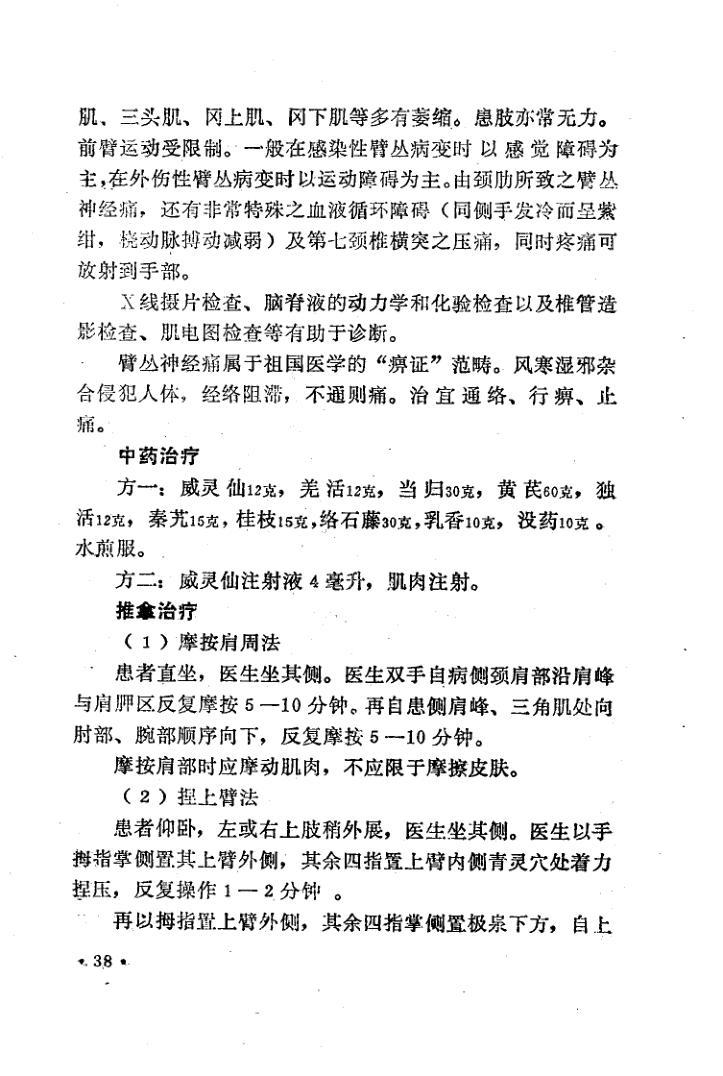 肌、三头肌、冈上肌、冈下肌等多有萎缩。患肢亦常无力。
前臂运动受限制。一般在感染性臂丛病变时以感觉障碍为
主,在外伤性臂丛病变时以运动障碍为主。由颈肋所致之臂丛
神经痛，还有非常特殊之血液循环障碍（同侧手发冷而呈紫
绀，桡动脉搏动减弱）及第七颈椎横突之压痛，同时疼痛可
放射到手部。
X线摄片检查、脑脊液的动力学和化验检查以及椎管造
影检查、肌电图检查等有助于诊断。
臂丛神经痛属于祖国医学的“痹证”范畴。风寒湿邪杂
合侵犯人体，经络阻滞，不通则痛。治宜通络、行痹、止
痛。
中药治疗
方一：威灵仙12克，羌活12克，当归30克，黄芪60克，独
活12克，秦艽15克，桂枝15克,络石藤30克,乳香10克，没药10克。
水煎服。
方二：威灵仙注射液4毫升，肌肉注射。
推拿治疗
（1）摩按肩周法
患者直坐，医生坐其侧。医生双手自病侧颈肩部沿肩峰
与肩胛区反复摩按5—10分钟。再自患侧肩峰、三角肌处向
肘部、腕部顺序向下，反复摩按5—10分钟。
摩按肩部时应摩动肌肉，不应限于摩擦皮肤。
（2）捏上臂法
患者仰卧，左或右上肢稍外展，医生坐其侧。医生以手
拇指掌侧置其上臂外侧，其余四指置上臂内侧青灵穴处着力
捏压，反复操作1—2分钟。
再以拇指置上臂外侧，其余四指掌侧置极泉下方，自上
•38•